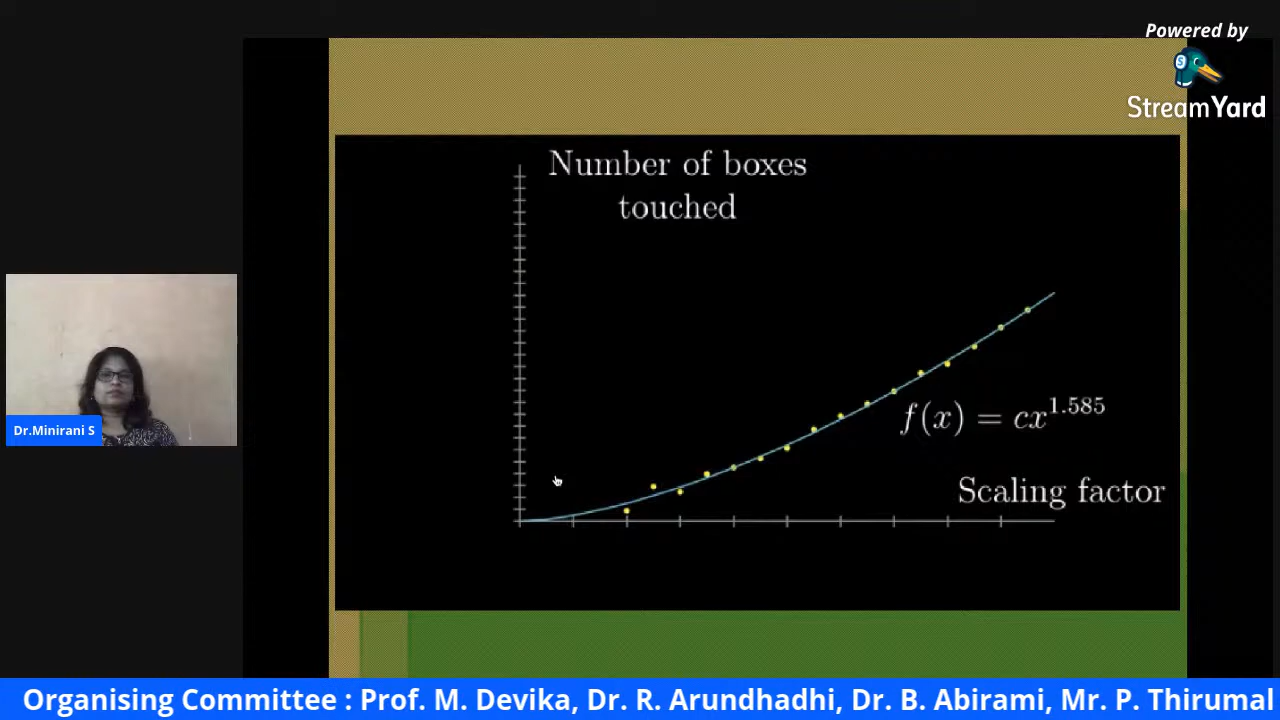 Powered by
StreamYard
Number of boxes
touched
f(x) = cx^1.585
Scaling factor
Dr.Minirani S
Organising Committee : Prof. M. Devika, Dr. R. Arundhadhi, Dr. B. Abirami, Mr. P. Thirumal